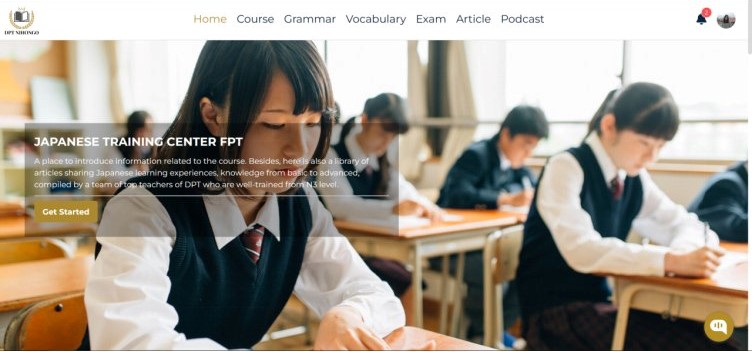 DPT NIHONGO
Home Course Grammar Vocabulary Exam Article Podcast
JAPANESE TRAINING CENTER FPT
A place to introduce information related to the course. Besides, here is also a library of
articles sharing Japanese learning experiences, knowledge from basic to advanced,
compiled by a team of top teachers of DPT who are well-trained from N3 level.
Get Started